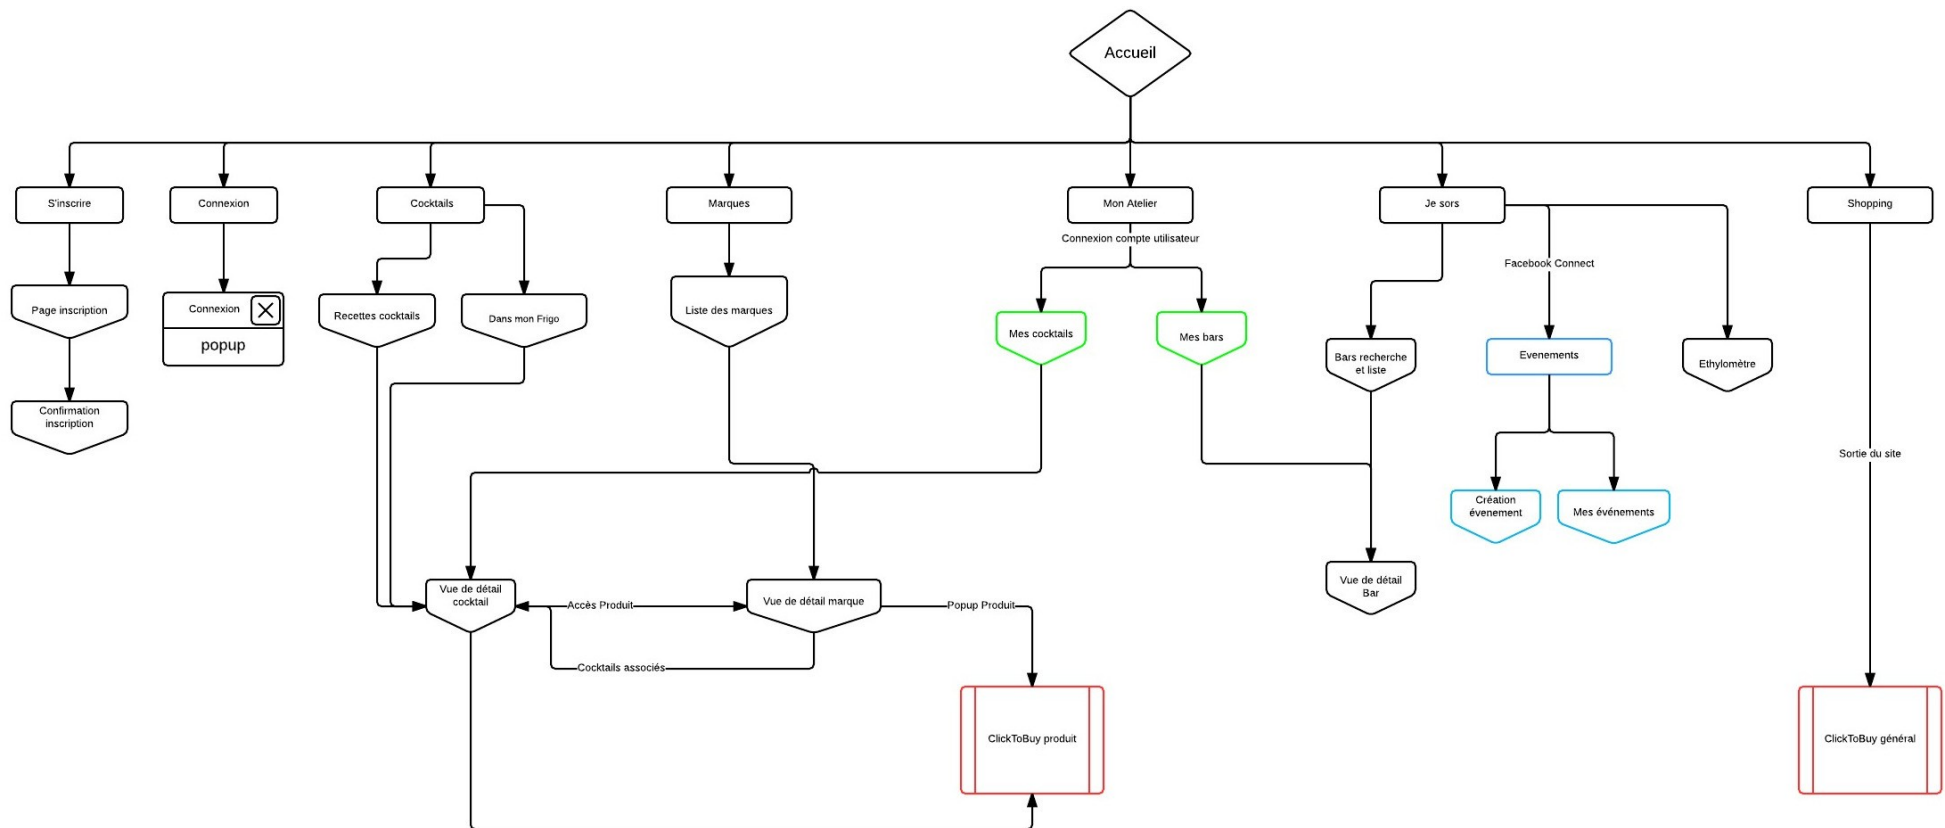 Accueil
S'inscrire
Connexion
Cocktails
Marques
Mon Atelier
Je sors
Shopping
Connexion compte utilisateur
Facebook Connect
Page inscription
Connexion
popup
Recettes cocktails
Dans mon Frigo
Liste des marques
Mes cocktails
Mes bars
Bars recherche
et liste
Evenements
Ethylomètre
Confirmation
inscription
Sortie du site
Création
évenement
Mes événements
Vue de détail
cocktail
Accès Produit
Vue de détail marque
Popup Produit
Vue de détail
Bar
Cocktails associés
ClickToBuy produit
ClickToBuy général